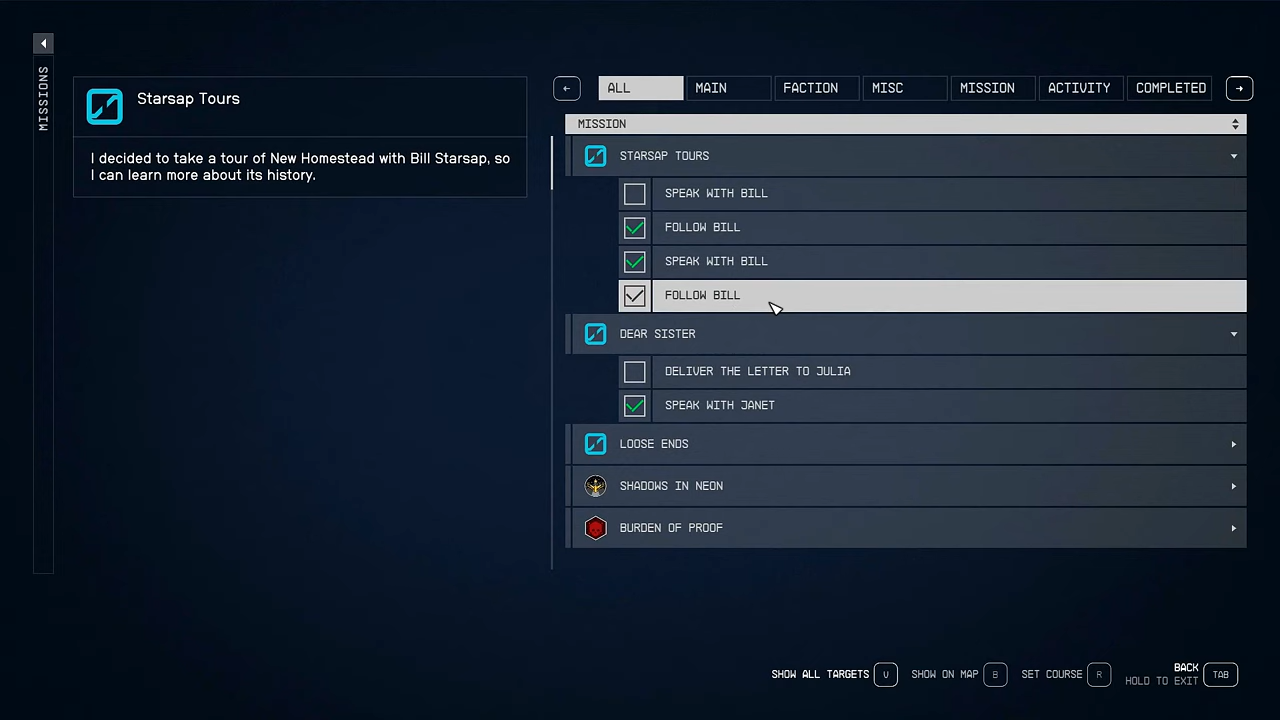 MISSIONS
Starsap Tours
I decided to take a tour of New Homestead with Bill Starsap, so
I can learn more about its history.
ALL
MAIN
FACTION
MISC
MISSION
ACTIVITY
COMPLETED
MISSION
STARSAP TOURS
SPEAK WITH BILL
FOLLOW BILL
SPEAK WITH BILL
FOLLOW BILL
DEAR SISTER
DELIVER THE LETTER TO JULIA
SPEAK WITH JANET
LOOSE ENDS
SHADOWS IN NEON
BURDEN OF PROOF
SHOW ALL TARGETS V
SHOW ON MAP B
SET COURSE R
BACK
HOLD TO EXIT
TAB